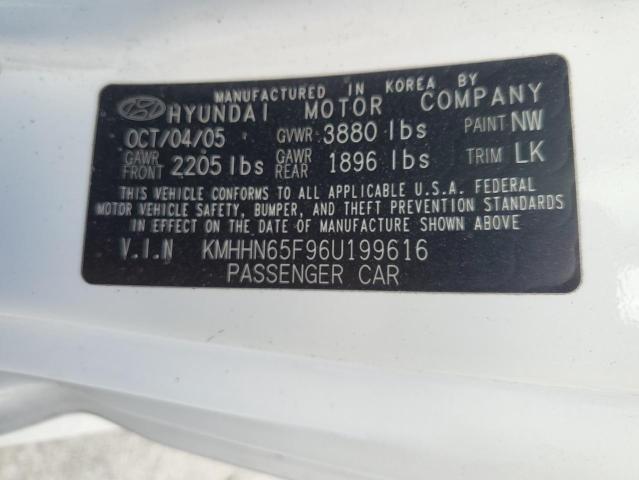 MANUFACTURED IN KOREA BY
HYUNDAI MOTOR COMPANY
OCT/04/05 GVWR 3880 lbs PAINT NW
GAWR FRONT 2205 lbs GAWR REAR 1896 lbs TRIM LK
THIS VEHICLE CONFORMS TO ALL APPLICABLE U.S.A. FEDERAL
MOTOR VEHICLE SAFETY, BUMPER, AND THEFT PREVENTION STANDARDS
IN EFFECT ON THE DATE OF MANUFACTURE SHOWN ABOVE
V.I.N KMHHN65F96U199616
PASSENGER CAR